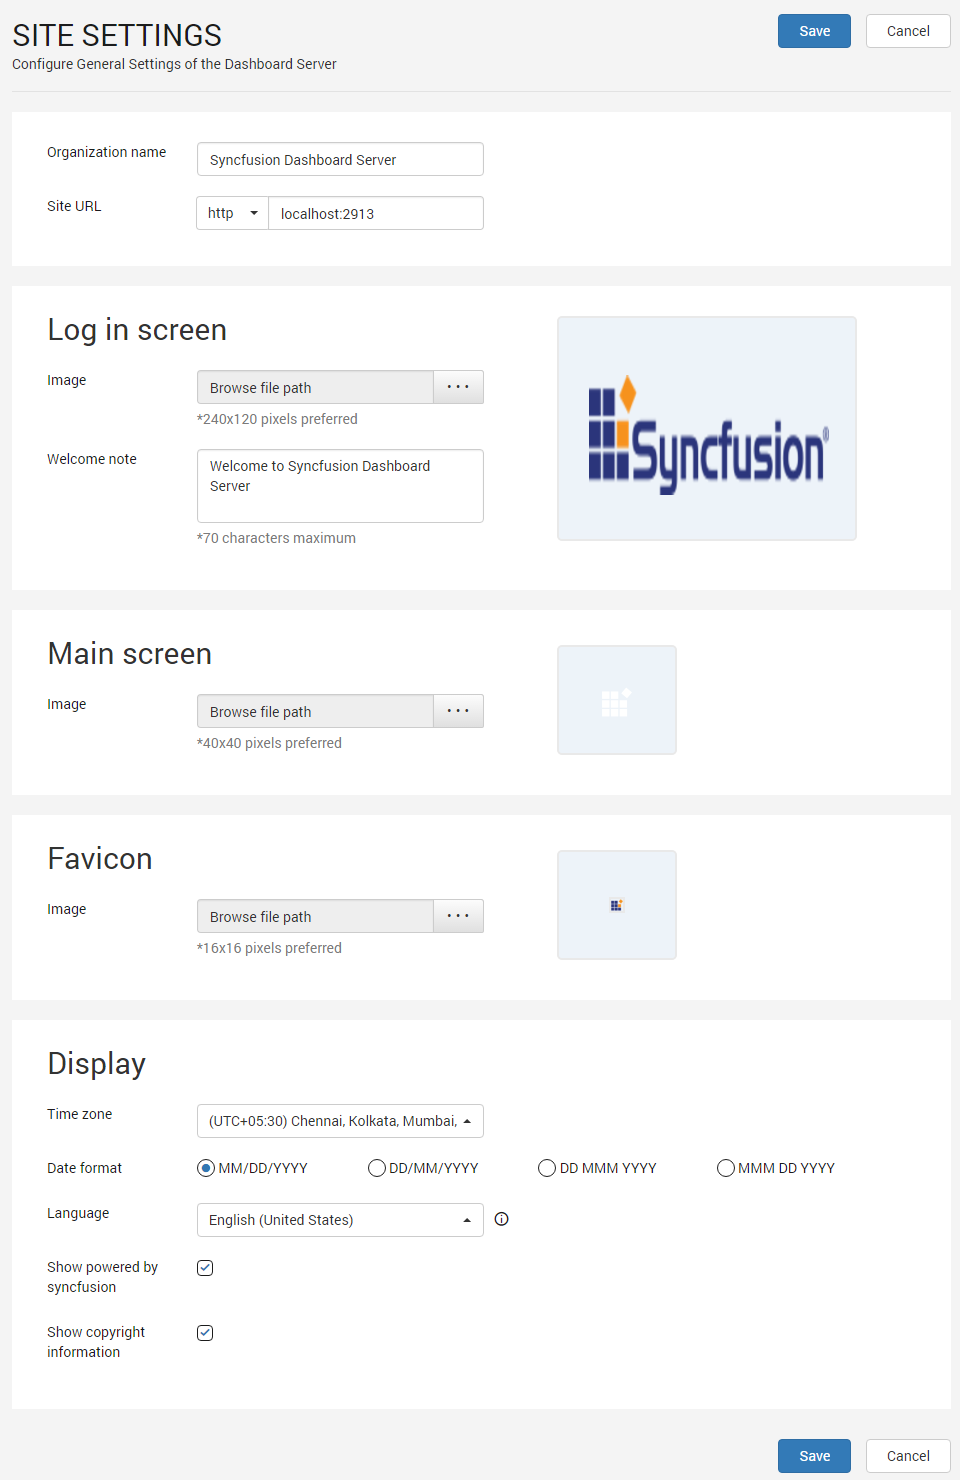 SITE SETTINGS
Save
Cancel
Configure General Settings of the Dashboard Server
Organization name
Syncfusion Dashboard Server
Site URL
http
localhost:2913
Log in screen
Image
Browse file path
...
*240x120 pixels preferred
Welcome note
Welcome to Syncfusion Dashboard
Server
*70 characters maximum
Syncfusion®
Main screen
Image
Browse file path
...
*40x40 pixels preferred
Favicon
Image
Browse file path
...
*16x16 pixels preferred
Display
Time zone
(UTC+05:30) Chennai, Kolkata, Mumbai,
Date format
MM/DD/YYYY
DD/MM/YYYY
DD MMM YYYY
MMM DD YYYY
Language
English (United States)
Show powered by
syncfusion
Show copyright
information
Save
Cancel